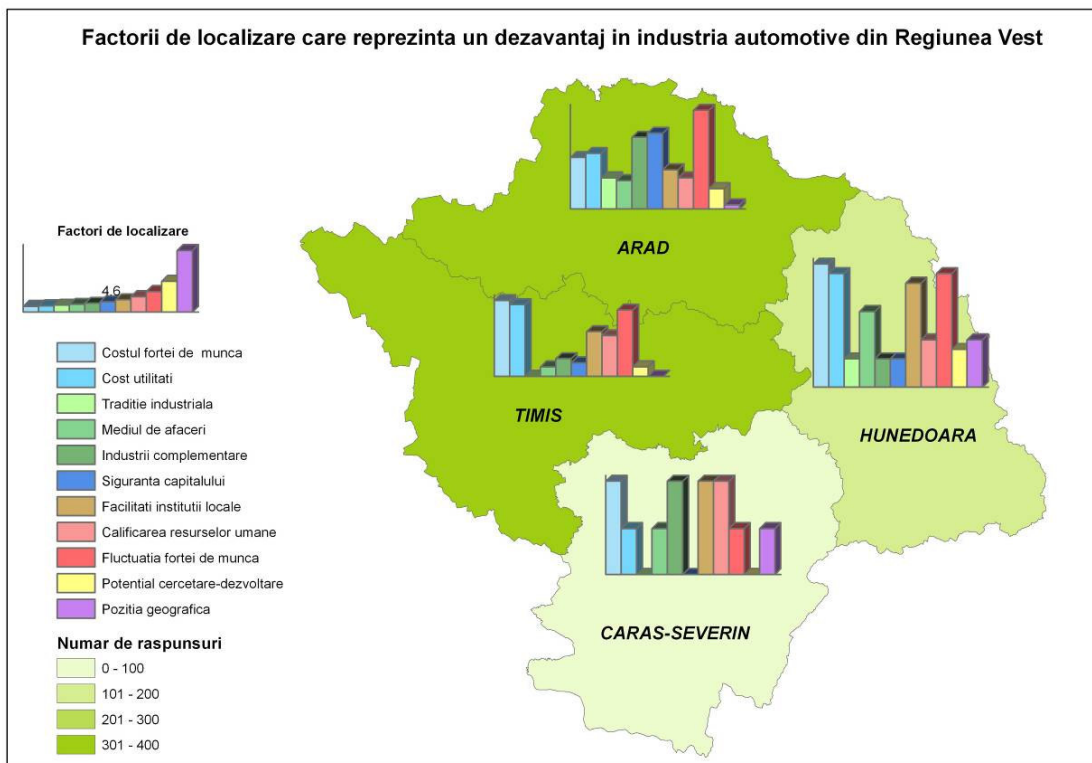 Factorii de localizare care reprezinta un dezavantaj in industria automotive din Regiunea Vest
ARAD
TIMIS
HUNEDOARA
CARAS-SEVERIN
Factori de localizare
4.6
Costul fortei de munca
Cost utilitati
Traditie industriala
Mediul de afaceri
Industrii complementare
Siguranta capitalului
Facilitati institutii locale
Calificarea resurselor umane
Fluctuatia fortei de munca
Potential cercetare-dezvoltare
Pozitia geografica
Numar de raspunsuri
0 - 100
101 - 200
201 - 300
301 - 400